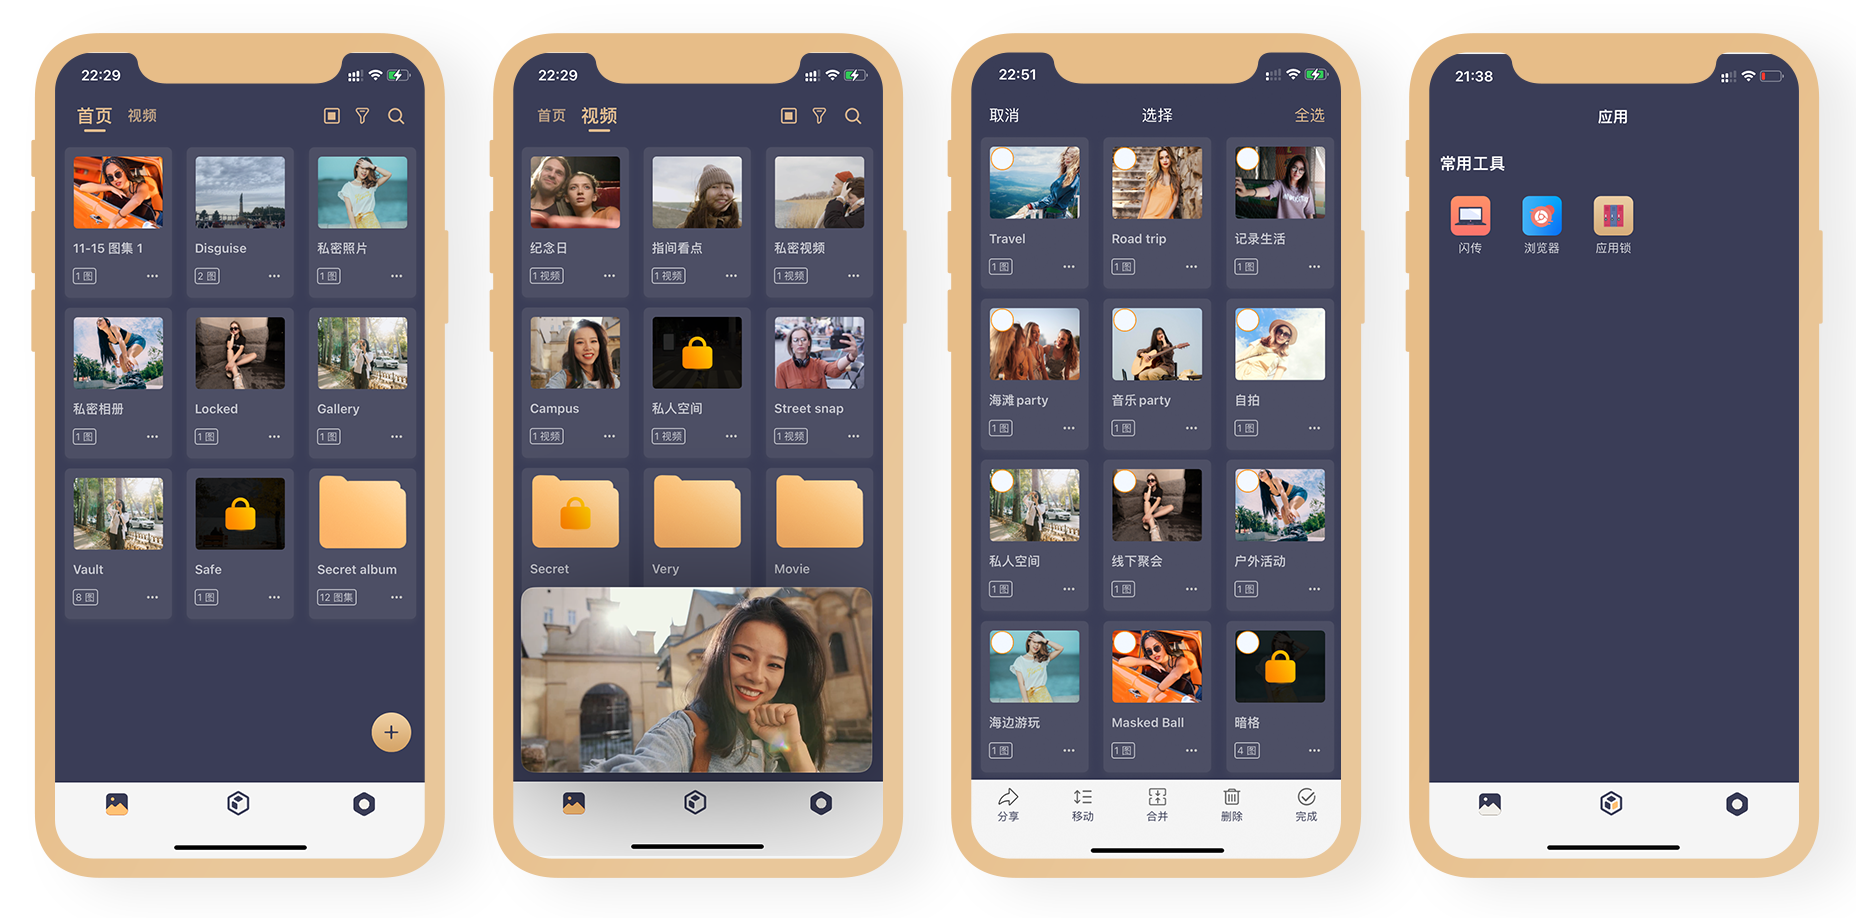 22:29
首页 视频
11-15 图集 1 Disguise 私密照片
1 图 2 图 1 图
私密相册 Locked Gallery
1 图 1 图 1 图
Vault Safe Secret album
8 图 1 图 12 图集
22:29
首页 视频
纪念日 指间看点 私密视频
1 视频 1 视频 1 视频
Campus 私人空间 Street snap
1 视频 1 视频 1 视频
Secret Very Movie
22:51
取消 选择 全选
Travel Road trip 记录生活
1 图 1 图 1 图
海滩 party 音乐 party 自拍
1 图 1 图 1 图
私人空间 线下聚会 户外活动
1 图 1 图 1 图
海边游玩 Masked Ball 暗格
1 图 1 图 4 图
分享 移动 合并 删除 完成
21:38
应用
常用工具
闪传 浏览器 应用锁